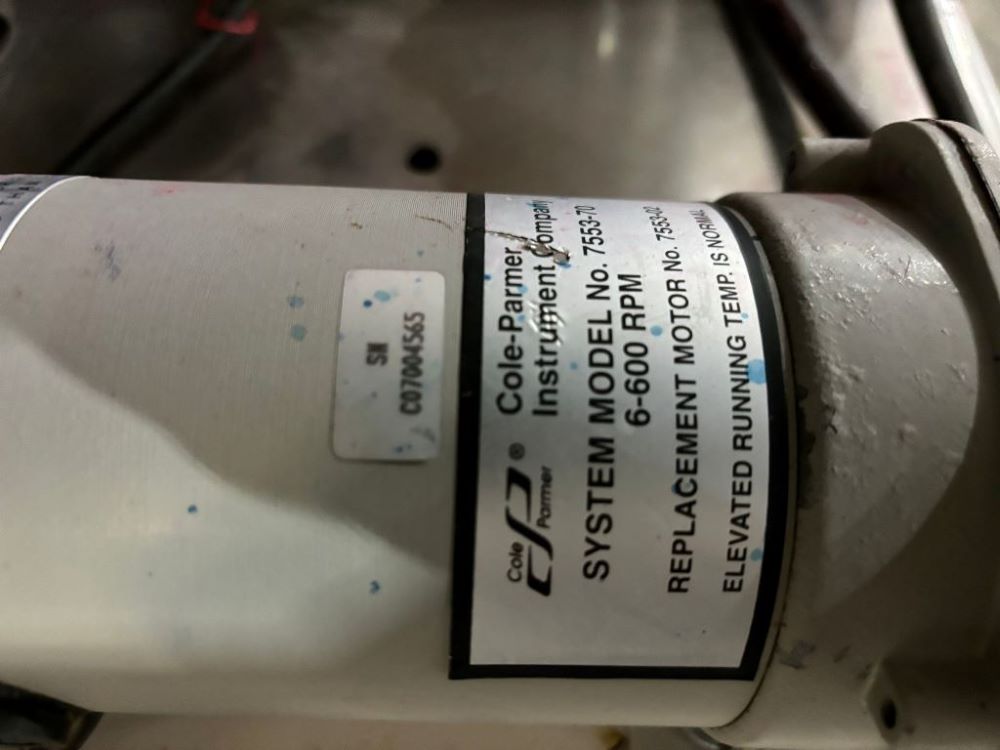 SN
C07004565
Cole
Parmer
®
Cole-Parmer
Instrument Company
SYSTEM MODEL No. 7553-70
6-600 RPM
REPLACEMENT MOTOR No. 7553-02
ELEVATED RUNNING TEMP. IS NORMAL